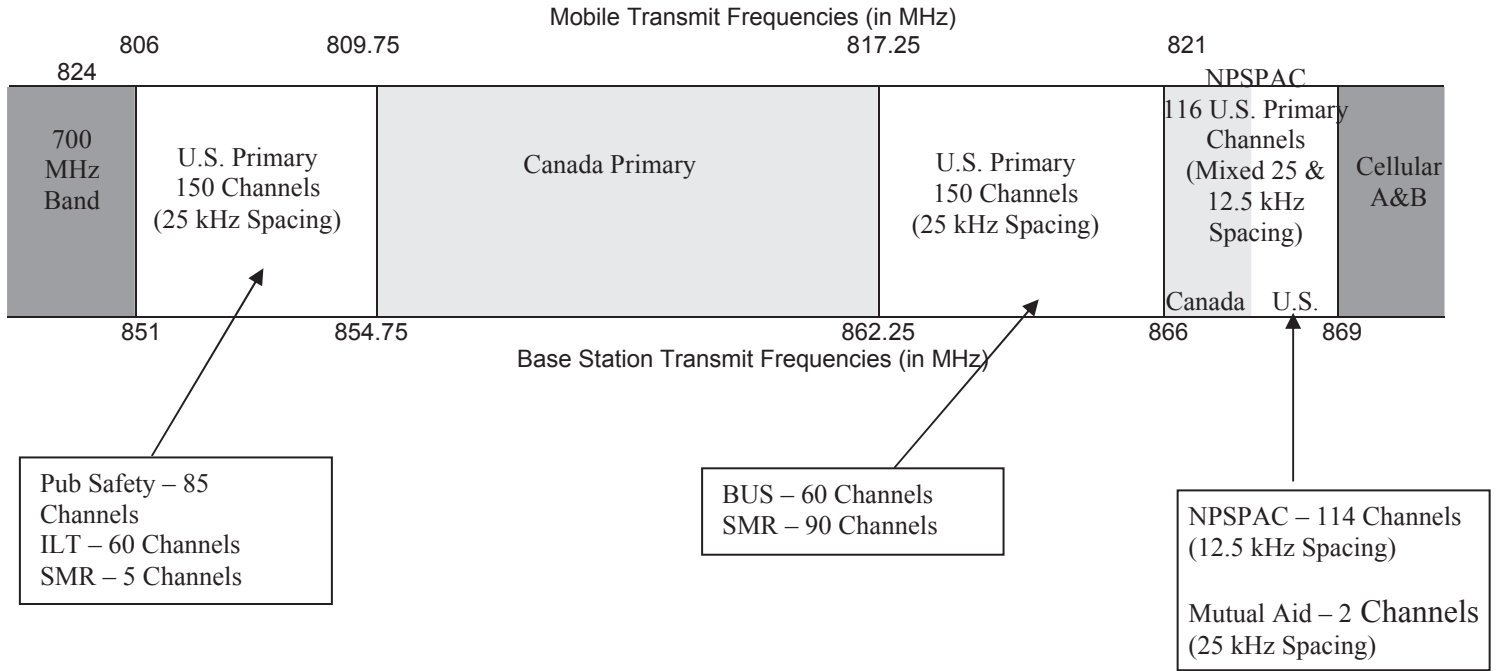 Mobile Transmit Frequencies (in MHz)
806 809.75 817.25 821
824
700
MHz
Band
U.S. Primary
150 Channels
(25 kHz Spacing)
Canada Primary
U.S. Primary
150 Channels
(25 kHz Spacing)
NPSPAC
116 U.S. Primary
Channels
(Mixed 25 &
12.5 kHz
Spacing)
Canada U.S.
Cellular
A&B
851 854.75 862.25 866 869
Base Station Transmit Frequencies (in MHz)
Pub Safety – 85
Channels
ILT – 60 Channels
SMR – 5 Channels
BUS – 60 Channels
SMR – 90 Channels
NPSPAC – 114 Channels
(12.5 kHz Spacing)
Mutual Aid – 2 Channels
(25 kHz Spacing)